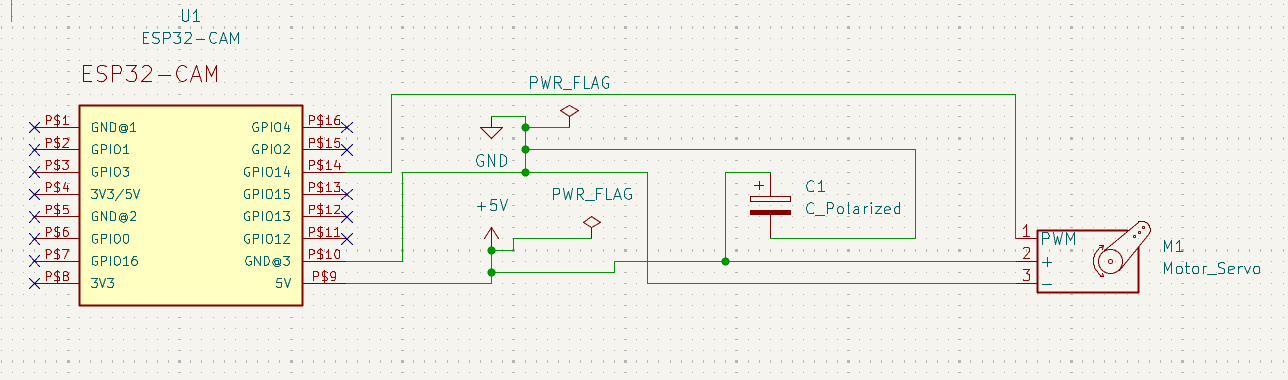 U1
ESP32-CAM
ESP32-CAM
PWR_FLAG
P$1 GND@1 GPIO4 P$16
P$2 GPIO1 GPIO2 P$15
P$3 GPIO3 GPIO14 P$14
GND
P$4 3V3/5V GPIO15 P$13
PWR_FLAG
+ C1
P$5 GND@2 GPIO13 P$12
+5V
C_Polarized
P$6 GPIO0 GPIO12 P$11
1 PWM
M1
P$7 GPIO16 GND@3 P$10
2 +
Motor_Servo
P$8 3V3 5V P$9
3 -